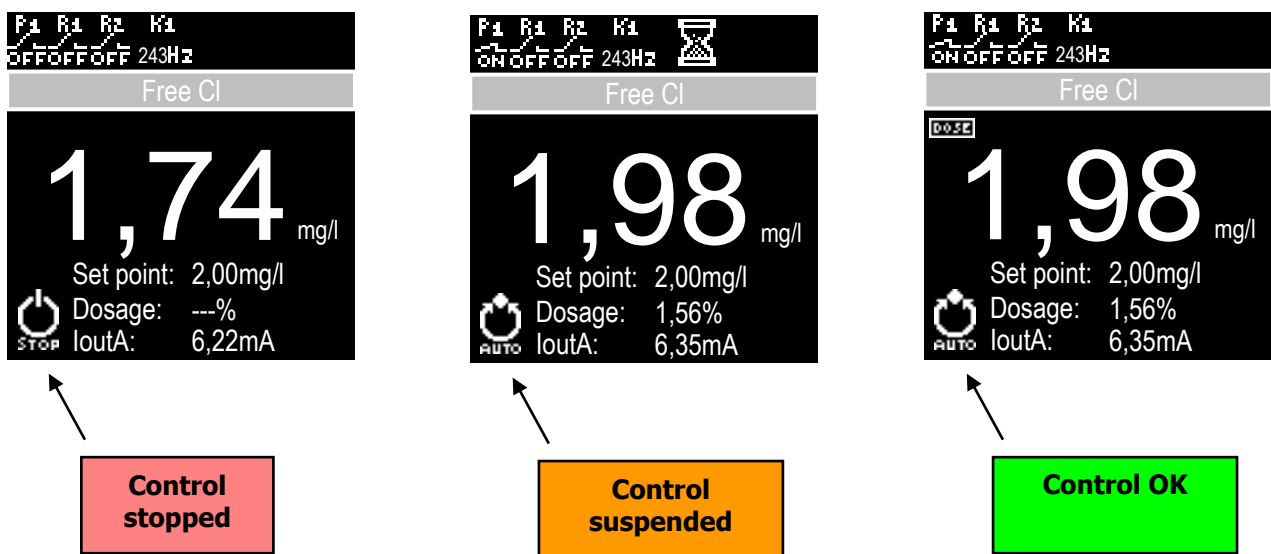 P1 R1 R2 K1
OFF OFF OFF 243Hz
Free Cl
1,74 mg/l
Set point: 2,00mg/l
Dosage: ---%
IoutA: 6,22mA
STOP
Control
stopped
P1 R1 R2 K1
ON OFF OFF 243Hz
Free Cl
1,98 mg/l
Set point: 2,00mg/l
Dosage: 1,56%
IoutA: 6,35mA
AUTO
Control
suspended
P1 R1 R2 K1
ON OFF OFF 243Hz
Free Cl
DOSE
1,98 mg/l
Set point: 2,00mg/l
Dosage: 1,56%
IoutA: 6,35mA
AUTO
Control OK